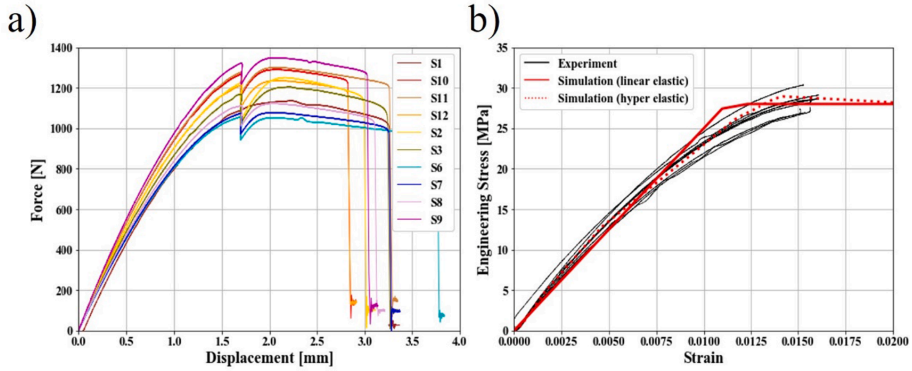 a)
1400
1200
1000
800
600
400
200
0
Force [N]
0.0 0.5 1.0 1.5 2.0 2.5 3.0 3.5 4.0
Displacement [mm]
S1
S10
S11
S12
S2
S3
S6
S7
S8
S9
b)
35
30
25
20
15
10
5
0
Engineering Stress [MPa]
0.0000 0.0025 0.0050 0.0075 0.0100 0.0125 0.0150 0.0175 0.0200
Strain
Experiment
Simulation (linear elastic)
Simulation (hyper elastic)